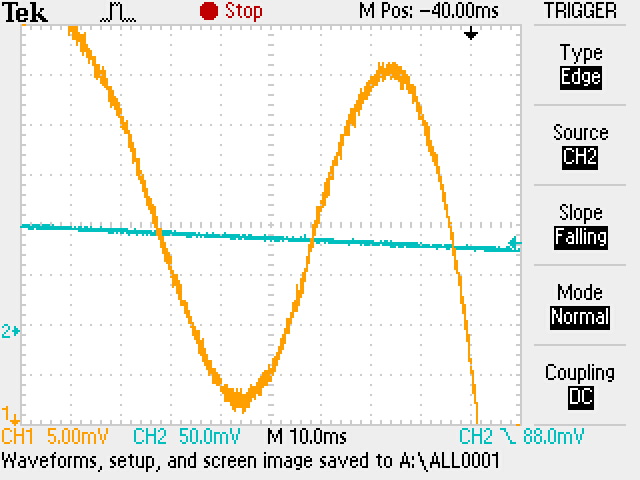 Tek Stop M Pos: −40.00ms TRIGGER
Type
Edge
Source
CH2
Slope
Falling
Mode
Normal
Coupling
DC
2
1
CH1 5.00mV CH2 50.0mV M 10.0ms CH2 88.0mV
Waveforms, setup, and screen image saved to A:\ALL0001